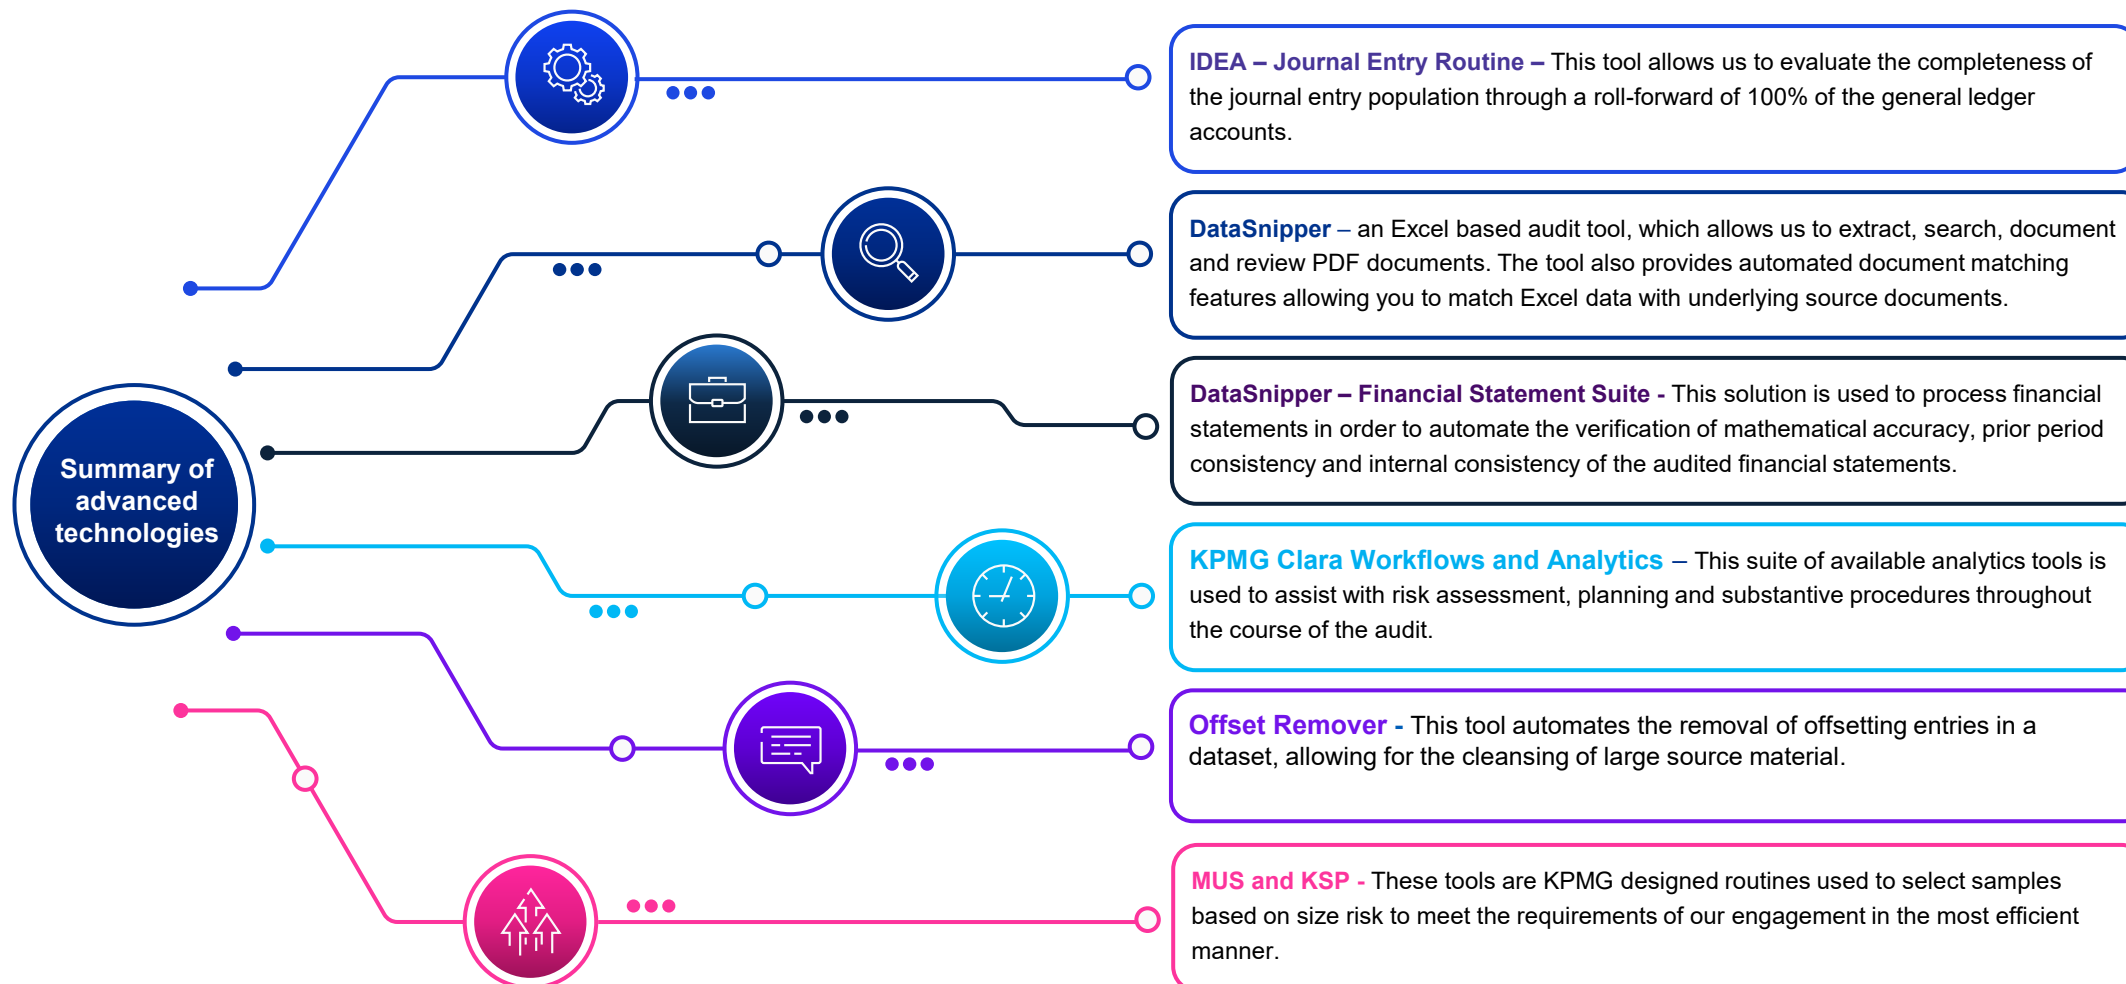 Summary of
advanced
technologies
IDEA – Journal Entry Routine – This tool allows us to evaluate the completeness of
the journal entry population through a roll-forward of 100% of the general ledger
accounts.
DataSnipper – an Excel based audit tool, which allows us to extract, search, document
and review PDF documents. The tool also provides automated document matching
features allowing you to match Excel data with underlying source documents.
DataSnipper – Financial Statement Suite - This solution is used to process financial
statements in order to automate the verification of mathematical accuracy, prior period
consistency and internal consistency of the audited financial statements.
KPMG Clara Workflows and Analytics – This suite of available analytics tools is
used to assist with risk assessment, planning and substantive procedures throughout
the course of the audit.
Offset Remover - This tool automates the removal of offsetting entries in a
dataset, allowing for the cleansing of large source material.
MUS and KSP - These tools are KPMG designed routines used to select samples
based on size risk to meet the requirements of our engagement in the most efficient
manner.